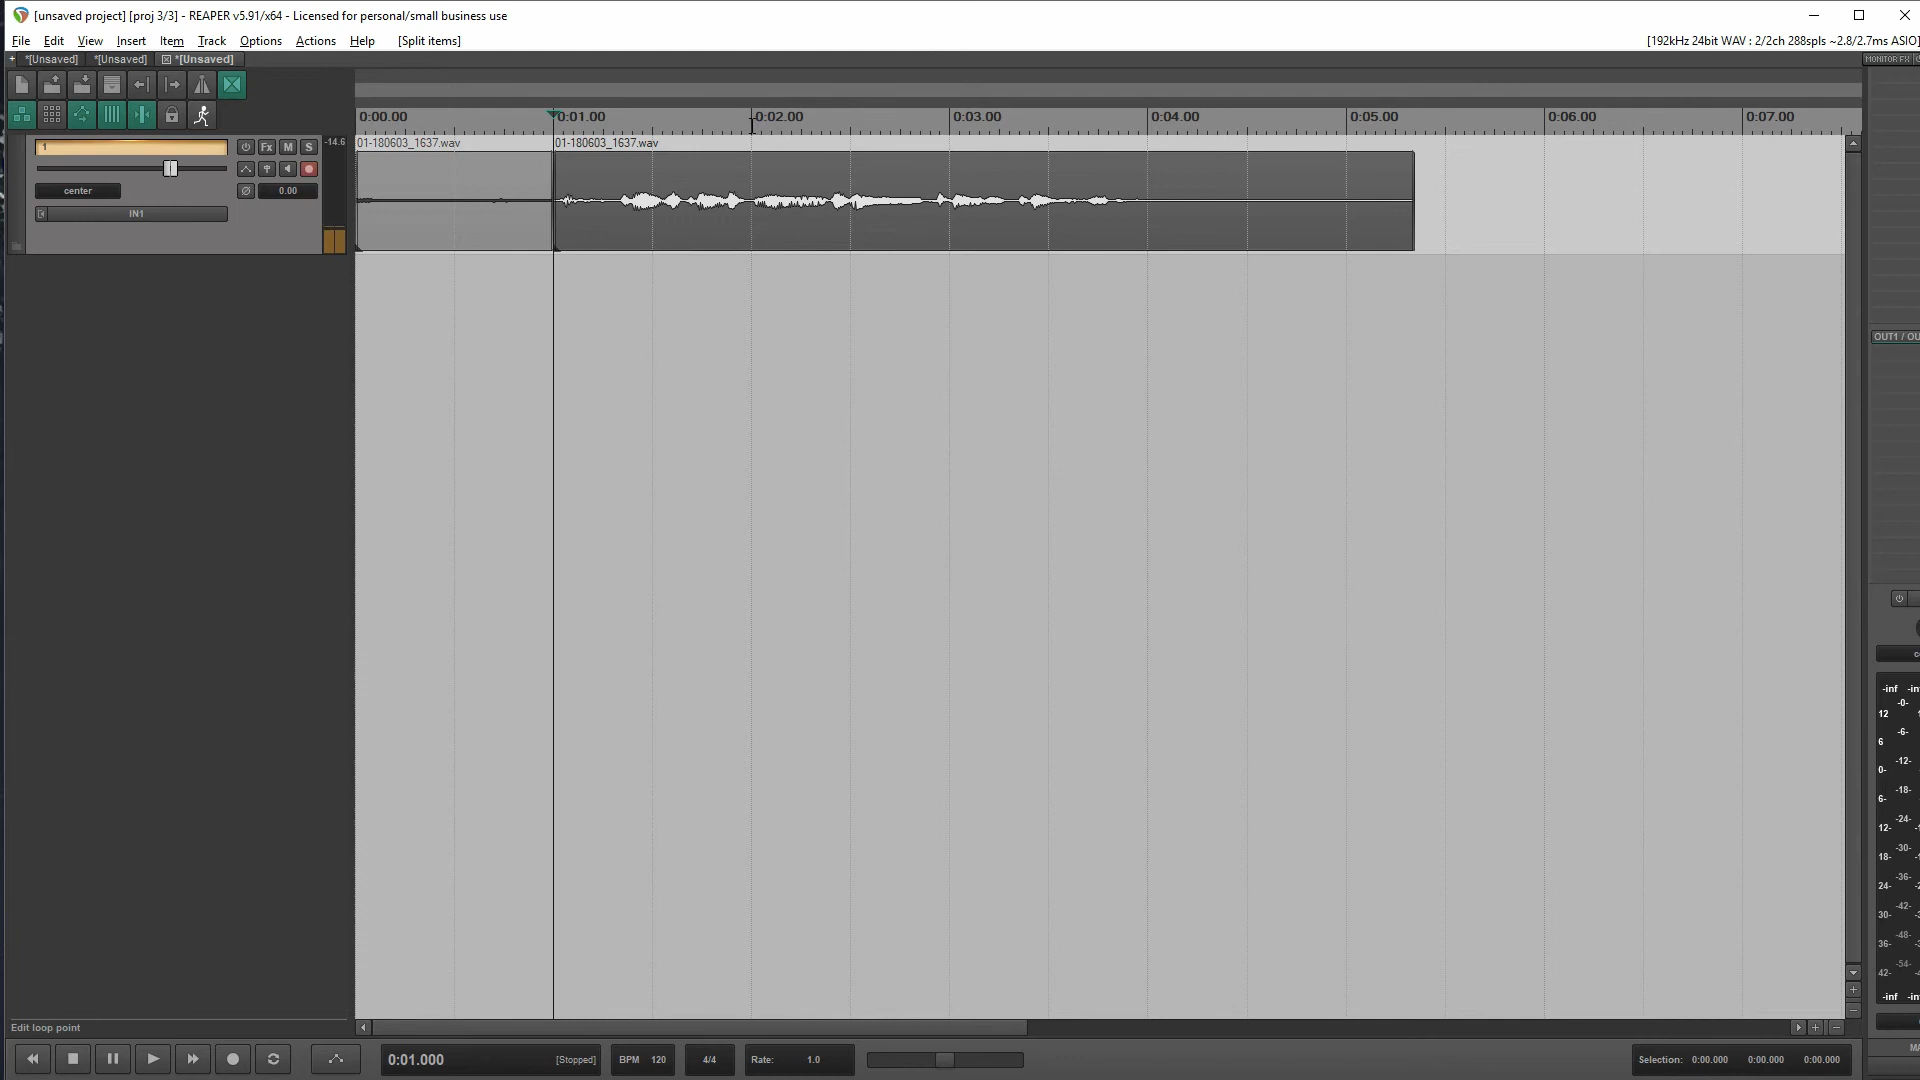 [unsaved project] [proj 3/3] - REAPER v5.91/x64 - Licensed for personal/small business use
File Edit View Insert Item Track Options Actions Help [Split items]
[192kHz 24bit WAV : 2/2ch 288spls ~2.8/2.7ms ASIO]
+ *[Unsaved] *[Unsaved] *[Unsaved]
MONITOR FX
0:00.00 0:01.00 0:02.00 0:03.00 0:04.00 0:05.00 0:06.00 0:07.00
01-180603_1637.wav 01-180603_1637.wav
1 Fx M S -14.6
center 0.00
IN1
OUT1 / OU
-inf -in
-0-
12
-6-
6
-12-
0-
-18-
6-
-24-
12-
-30-
18-
-36-
24-
-42-
30-
-48-
36-
-54-
42-
-inf -in
MA
Edit loop point
0:01.000 [Stopped] BPM 120 4/4 Rate: 1.0 Selection: 0:00.000 0:00.000 0:00.000